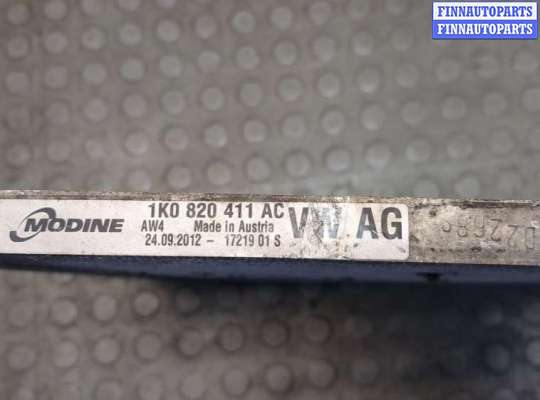 FINNAUTOPARTS
FINNAUTOPARTS
MODINE
1K0 820 411 AC
AW4 Made in Austria
24.09.2012 – 17219 01 S
VW AG